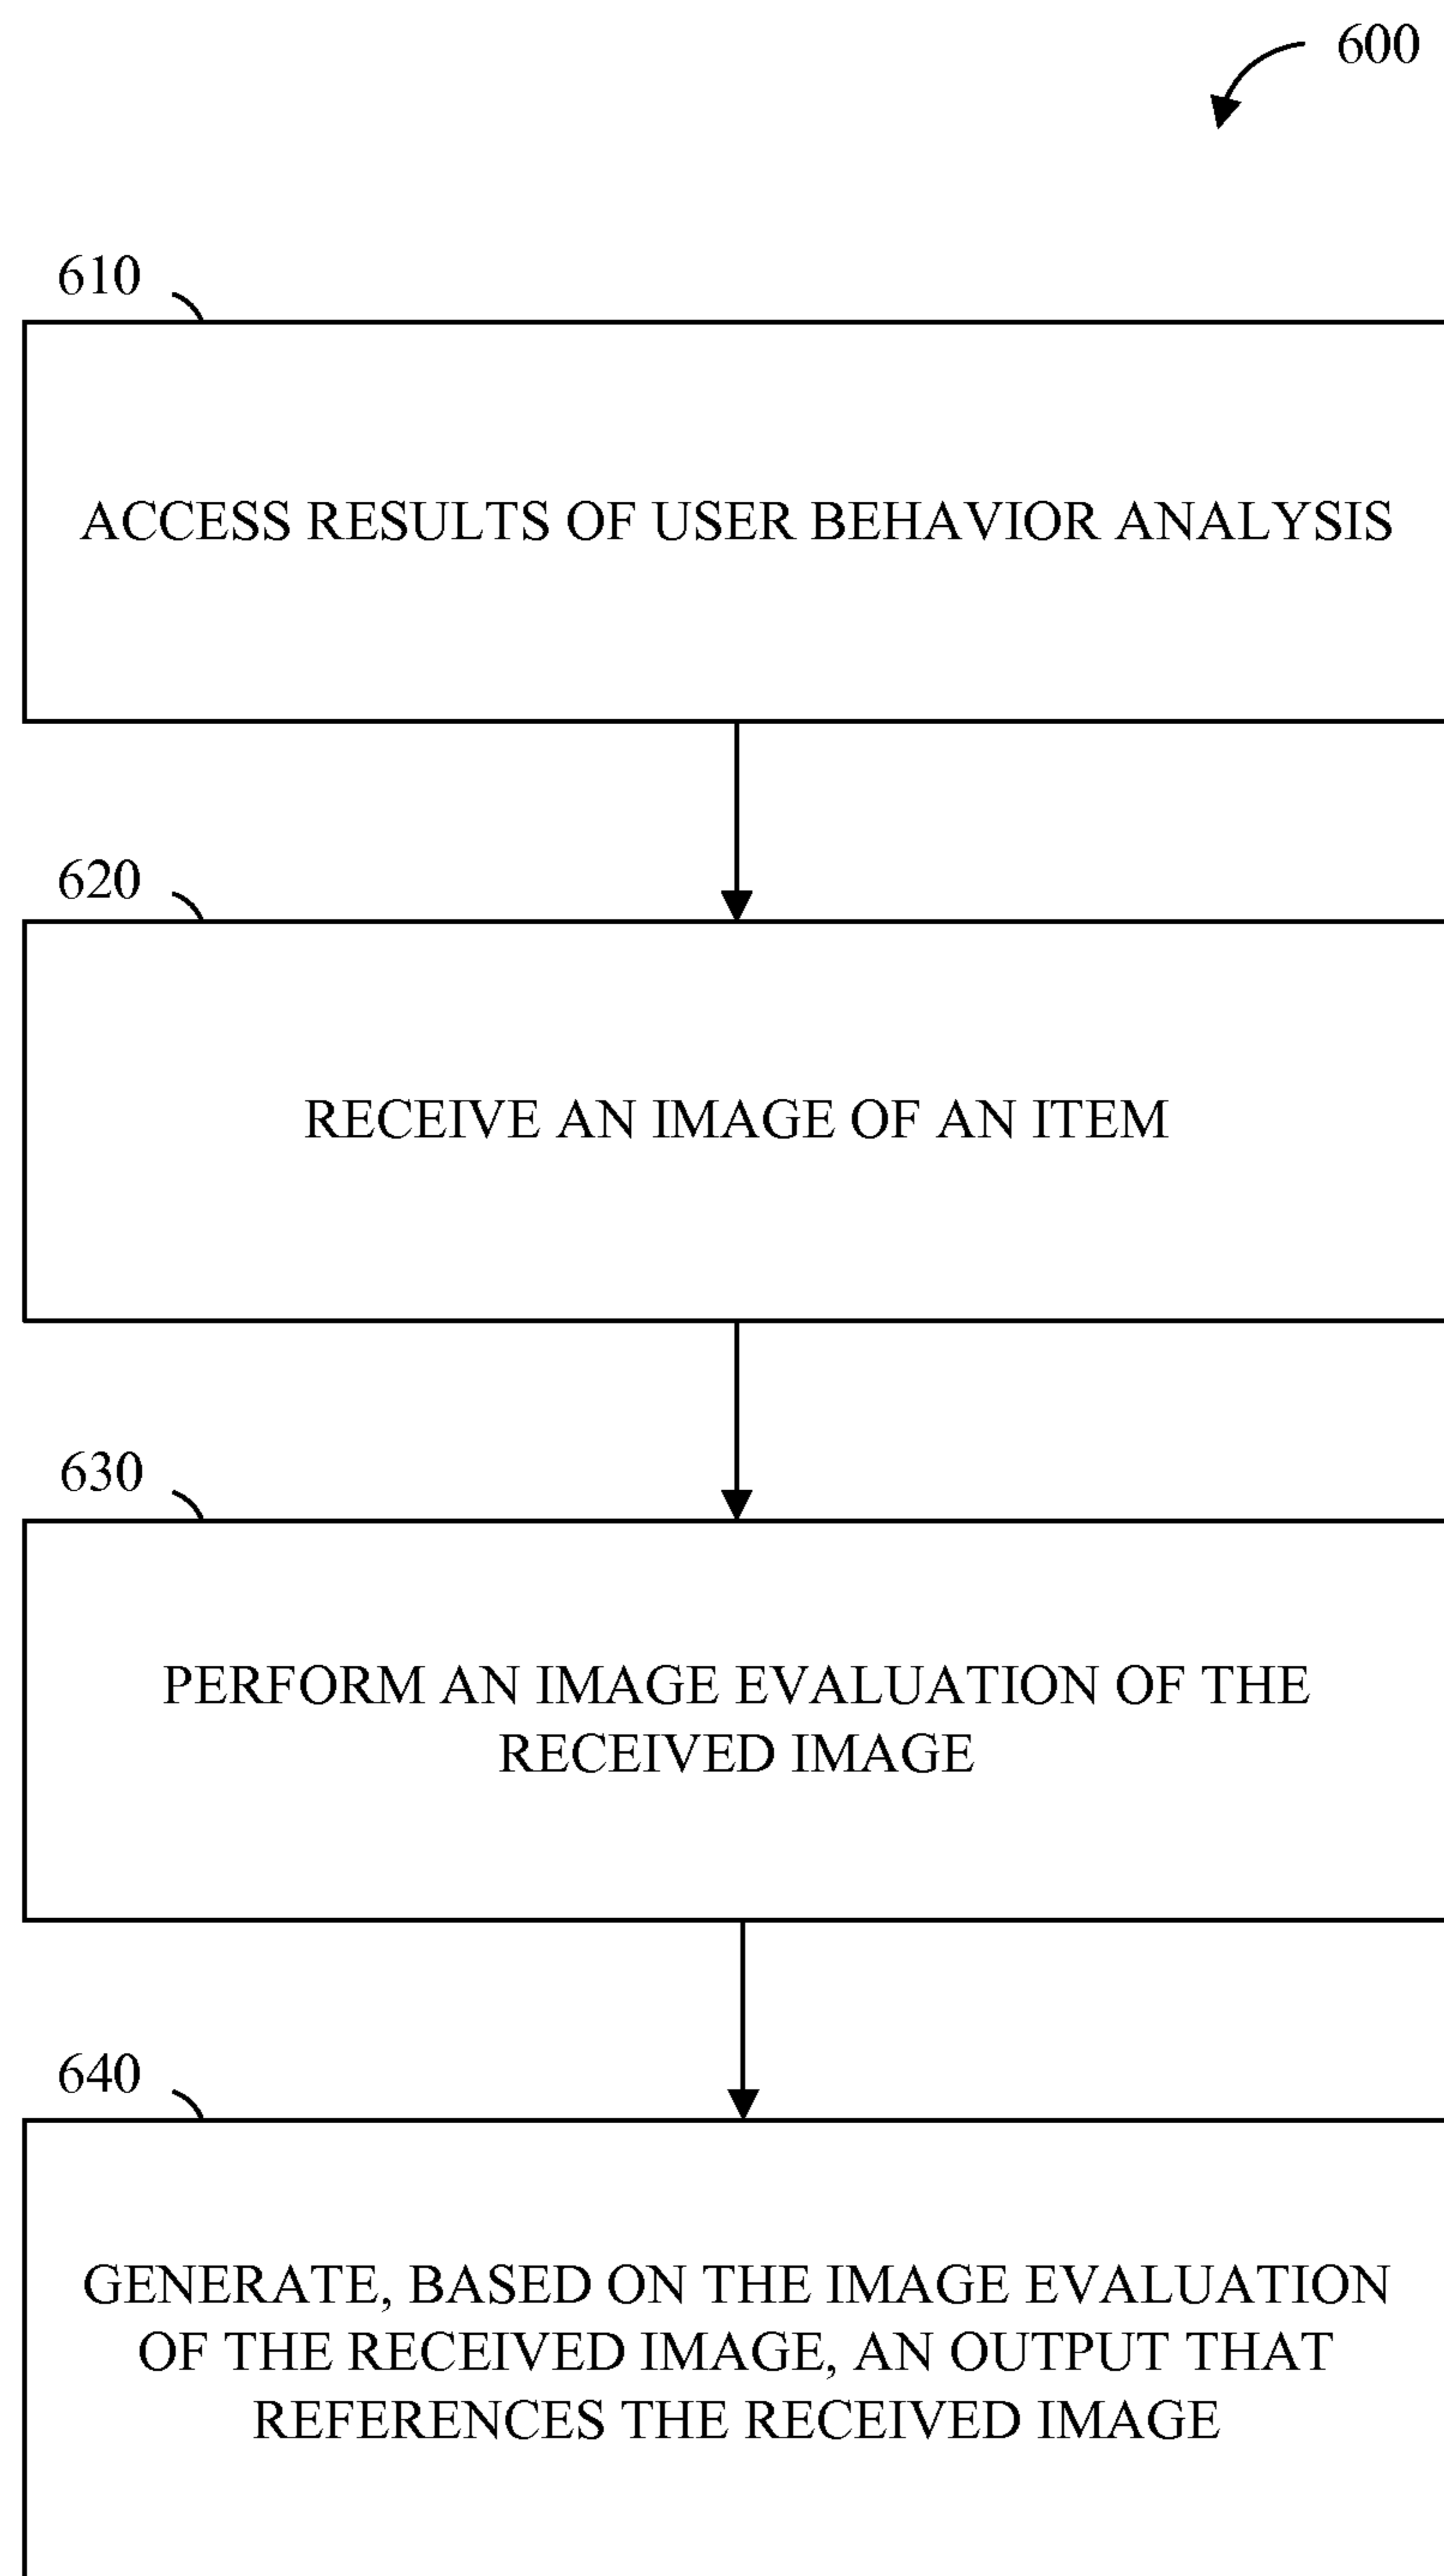 600
610
ACCESS RESULTS OF USER BEHAVIOR ANALYSIS
620
RECEIVE AN IMAGE OF AN ITEM
630
PERFORM AN IMAGE EVALUATION OF THE
RECEIVED IMAGE
640
GENERATE, BASED ON THE IMAGE EVALUATION
OF THE RECEIVED IMAGE, AN OUTPUT THAT
REFERENCES THE RECEIVED IMAGE